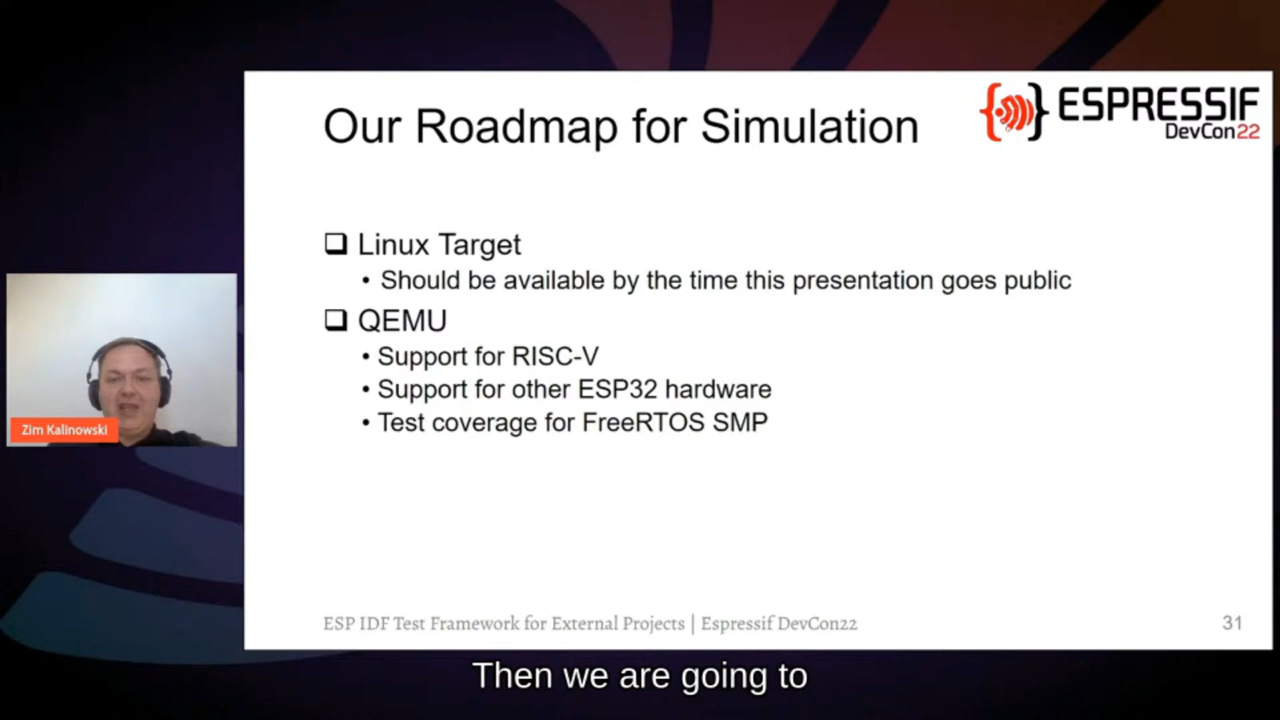 Our Roadmap for Simulation
ESPRESSIF
DevCon22
❑ Linux Target
• Should be available by the time this presentation goes public
❑ QEMU
• Support for RISC-V
• Support for other ESP32 hardware
• Test coverage for FreeRTOS SMP
Zim Kalinowski
ESP IDF Test Framework for External Projects | Espressif DevCon22
31
Then we are going to